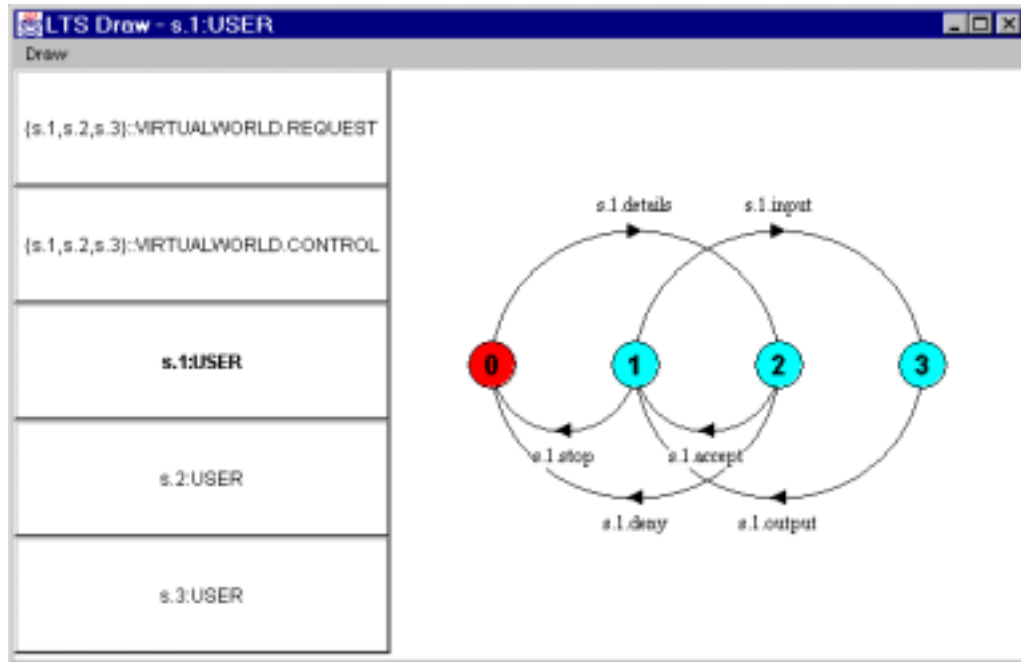 LTS Draw - s.1:USER
Draw
{s.1,s.2,s.3}::VIRTUALWORLD.REQUEST
{s.1,s.2,s.3}::VIRTUALWORLD.CONTROL
s.1:USER
s.2:USER
s.3:USER
s.1.details s.1.input
0 1 2 3
s.1.stop s.1.accept
s.1.deny s.1.output